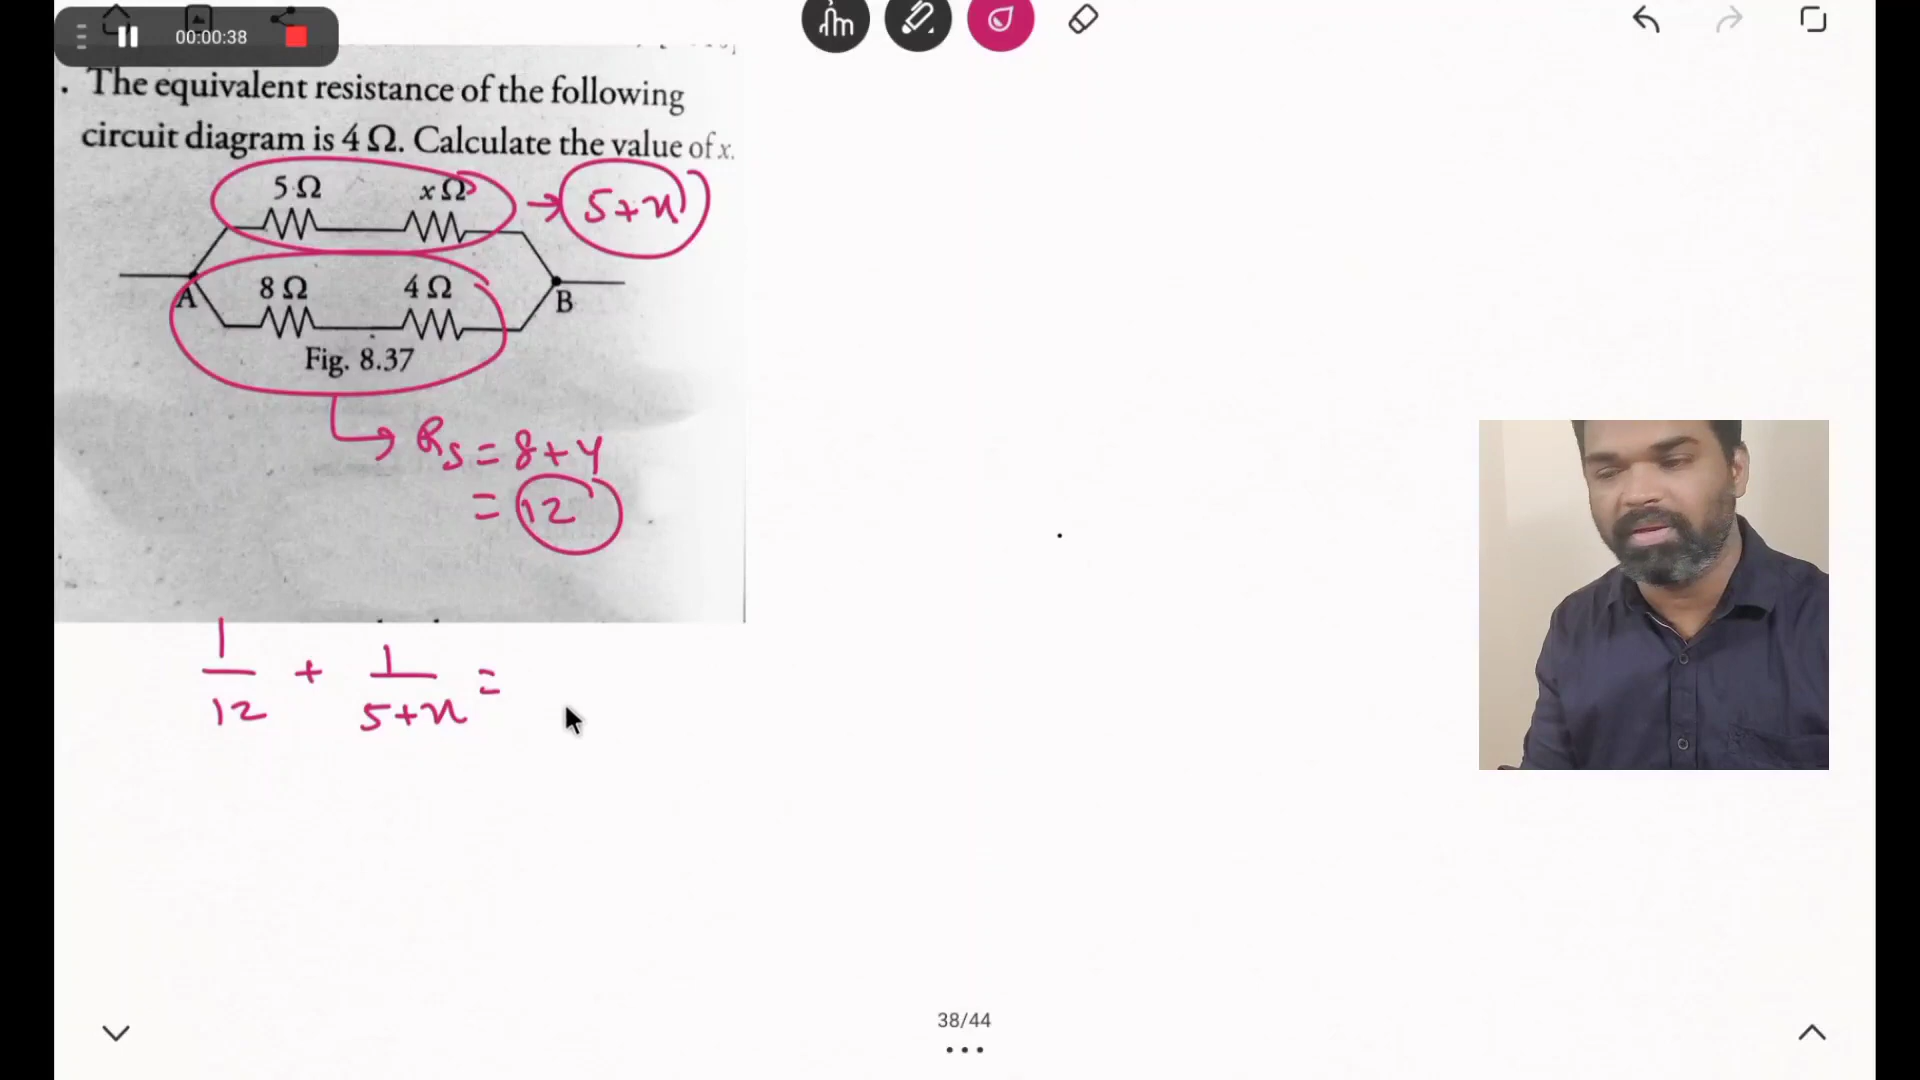 00:00:38
. The equivalent resistance of the following
circuit diagram is 4 Ω. Calculate the value of x.
5 Ω x Ω → 5+x
8 Ω 4 Ω
A B
Fig. 8.37
Rs = 8+4
= 12
1/12 + 1/5+x =
38/44